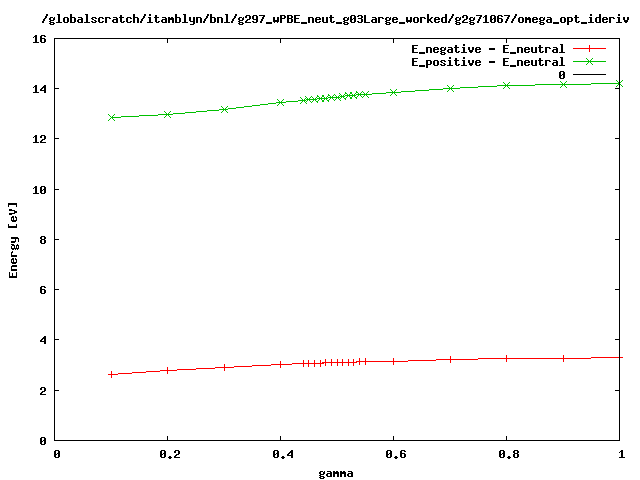 /globalscratch/itamblyn/bnl/g297_wPBE_neut_g03Large_worked/g2g71067/omega_opt_ideriv
E_negative - E_neutral
E_positive - E_neutral
0
16
14
12
10
8
6
4
2
0
Energy [eV]
0 0.2 0.4 0.6 0.8 1
gamma